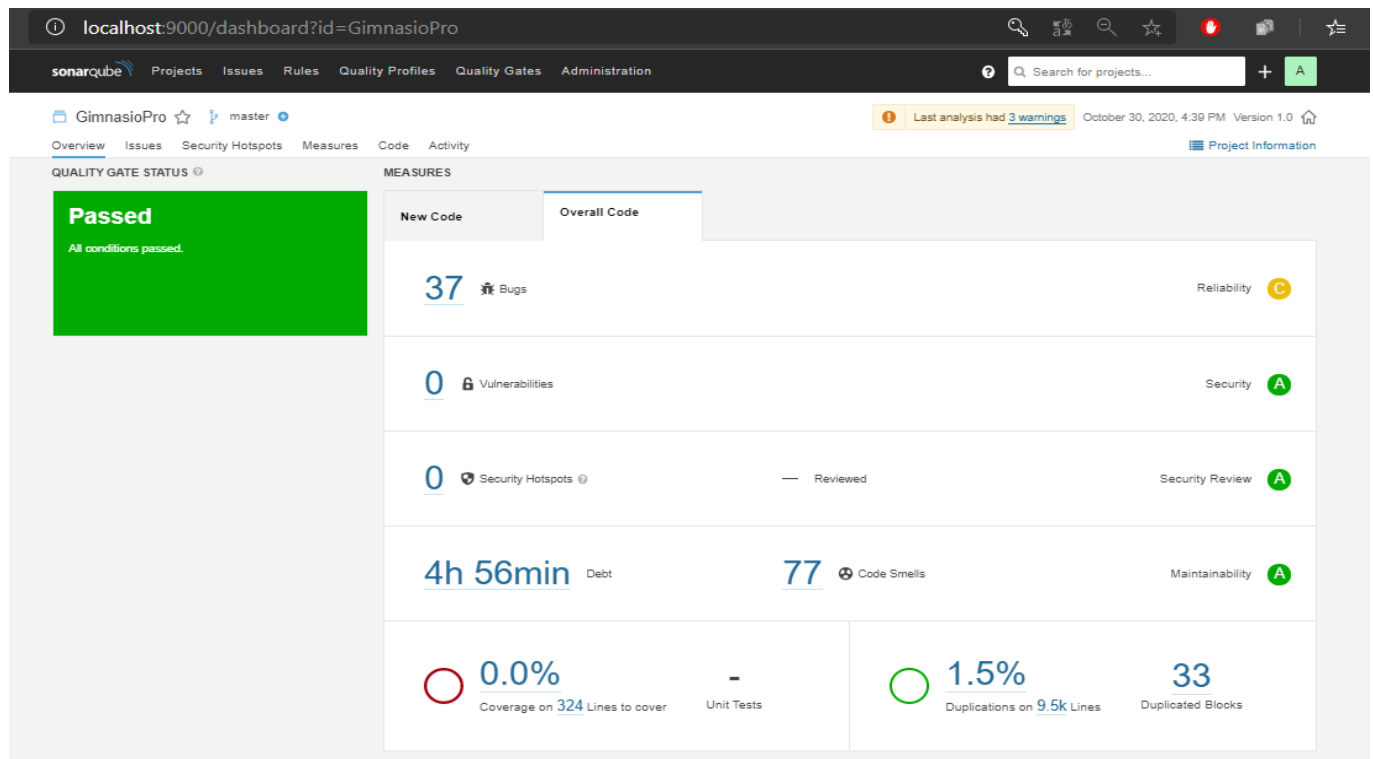 localhost:9000/dashboard?id=GimnasioPro
sonarqube Projects Issues Rules Quality Profiles Quality Gates Administration ? Search for projects... + A
GimnasioPro master Last analysis had 3 warnings October 30, 2020, 4:39 PM Version 1.0
Overview Issues Security Hotspots Measures Code Activity Project Information
QUALITY GATE STATUS ? MEASURES
Passed
All conditions passed.
New Code Overall Code
37 Bugs Reliability C
0 Vulnerabilities Security A
0 Security Hotspots ? — Reviewed Security Review A
4h 56min Debt 77 Code Smells Maintainability A
0.0% - 1.5% 33
Coverage on 324 Lines to cover Unit Tests Duplications on 9.5k Lines Duplicated Blocks